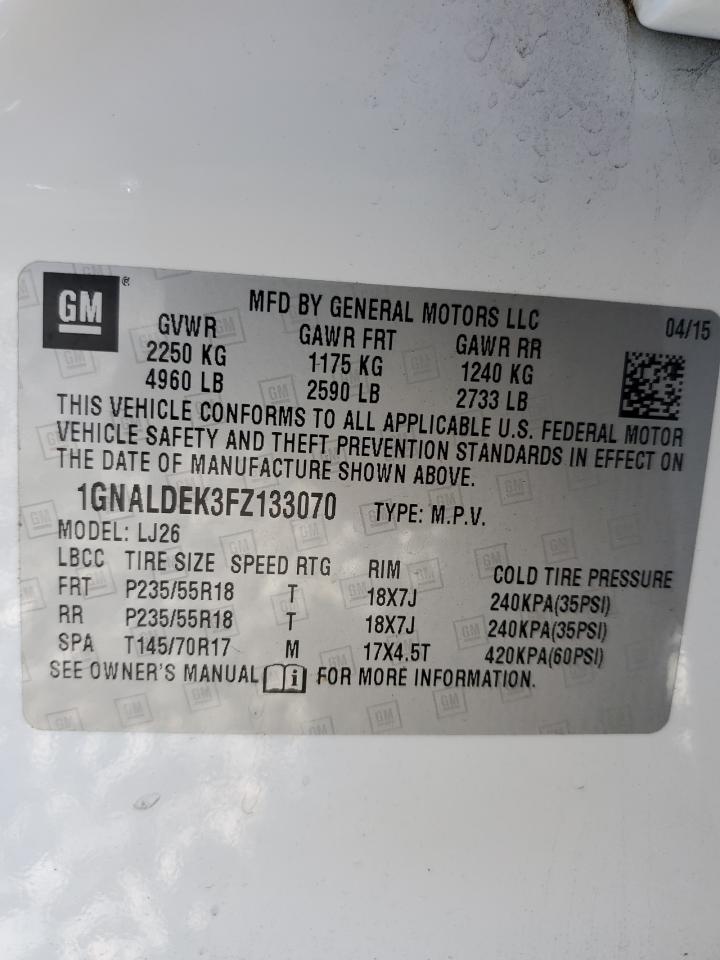 GM ®
MFD BY GENERAL MOTORS LLC 04/15
GVWR GAWR FRT GAWR RR
2250 KG 1175 KG 1240 KG
4960 LB 2590 LB 2733 LB
THIS VEHICLE CONFORMS TO ALL APPLICABLE U.S. FEDERAL MOTOR
VEHICLE SAFETY AND THEFT PREVENTION STANDARDS IN EFFECT ON
THE DATE OF MANUFACTURE SHOWN ABOVE.
1GNALDEK3FZ133070 TYPE: M.P.V.
MODEL: LJ26
LBCC TIRE SIZE SPEED RTG RIM COLD TIRE PRESSURE
FRT P235/55R18 T 18X7J 240KPA(35PSI)
RR P235/55R18 T 18X7J 240KPA(35PSI)
SPA T145/70R17 M 17X4.5T 420KPA(60PSI)
SEE OWNER'S MANUAL i FOR MORE INFORMATION.